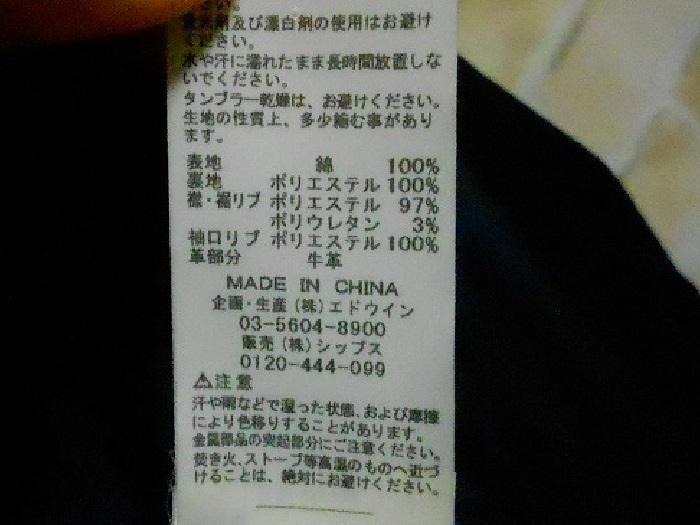 さい。
蛍光剤及び漂白剤の使用はお避け
ください。
水や汗に濡れたまま長時間放置しな
いでください。
タンブラー乾燥は、お避けください。
生地の性質上、多少縮む事があり
ます。
表地 綿 100%
裏地 ポリエステル 100%
襟・裾リブ ポリエステル 97%
ポリウレタン 3%
袖口リブ ポリエステル 100%
革部分 牛革
MADE IN CHINA
企画・生産(株)エドウイン
03-5604-8900
販売(株)シップス
0120-444-099
⚠注意
汗や雨などで湿った状態、および摩擦
により色移りすることがあります。
金属部品の突起部分にご注意ください。
焚き火、ストーブ等高温のものへ近づ
けることは、絶対にお避けください。